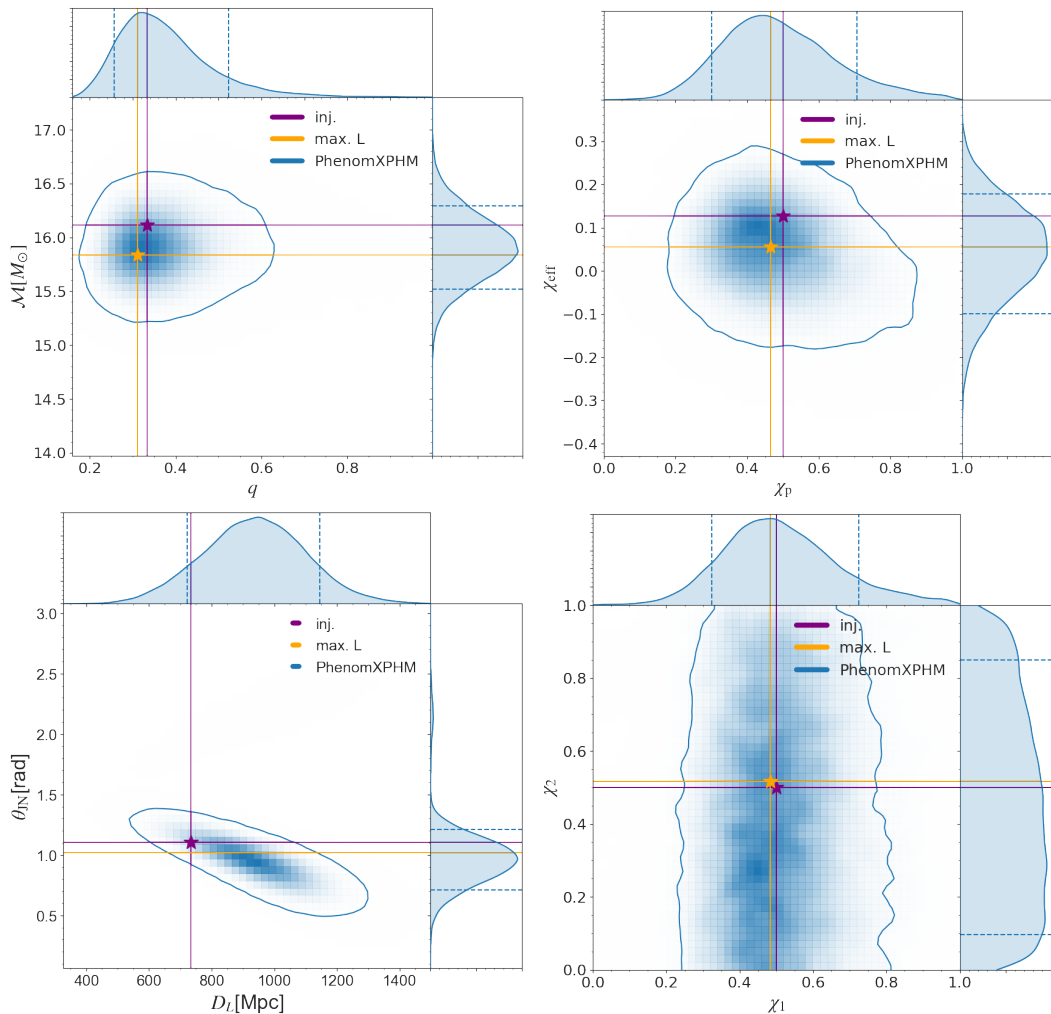 inj.
max. L
PhenomXPHM
17.0
16.5
16.0
15.5
15.0
14.5
14.0
ℳ[M⊙]
0.2 0.4 0.6 0.8
q
inj.
max. L
PhenomXPHM
0.3
0.2
0.1
0.0
−0.1
−0.2
−0.3
−0.4
χeff
0.0 0.2 0.4 0.6 0.8 1.0
χp
inj.
max. L
PhenomXPHM
3.0
2.5
2.0
1.5
1.0
0.5
θJN[rad]
400 600 800 1000 1200 1400
DL[Mpc]
inj.
max. L
PhenomXPHM
1.0
0.8
0.6
0.4
0.2
0.0
χ2
0.0 0.2 0.4 0.6 0.8 1.0
χ1